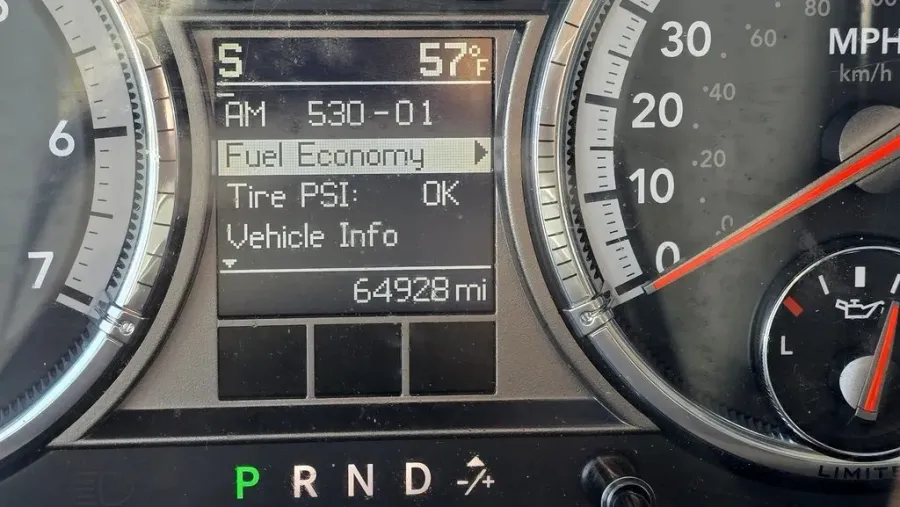 S 57°F
AM 530-01
Fuel Economy
Tire PSI: OK
Vehicle Info
64928 mi
6
7
80
30
60
MPH
km/h
40
20
20
10
0
0
L
P R N D -/+